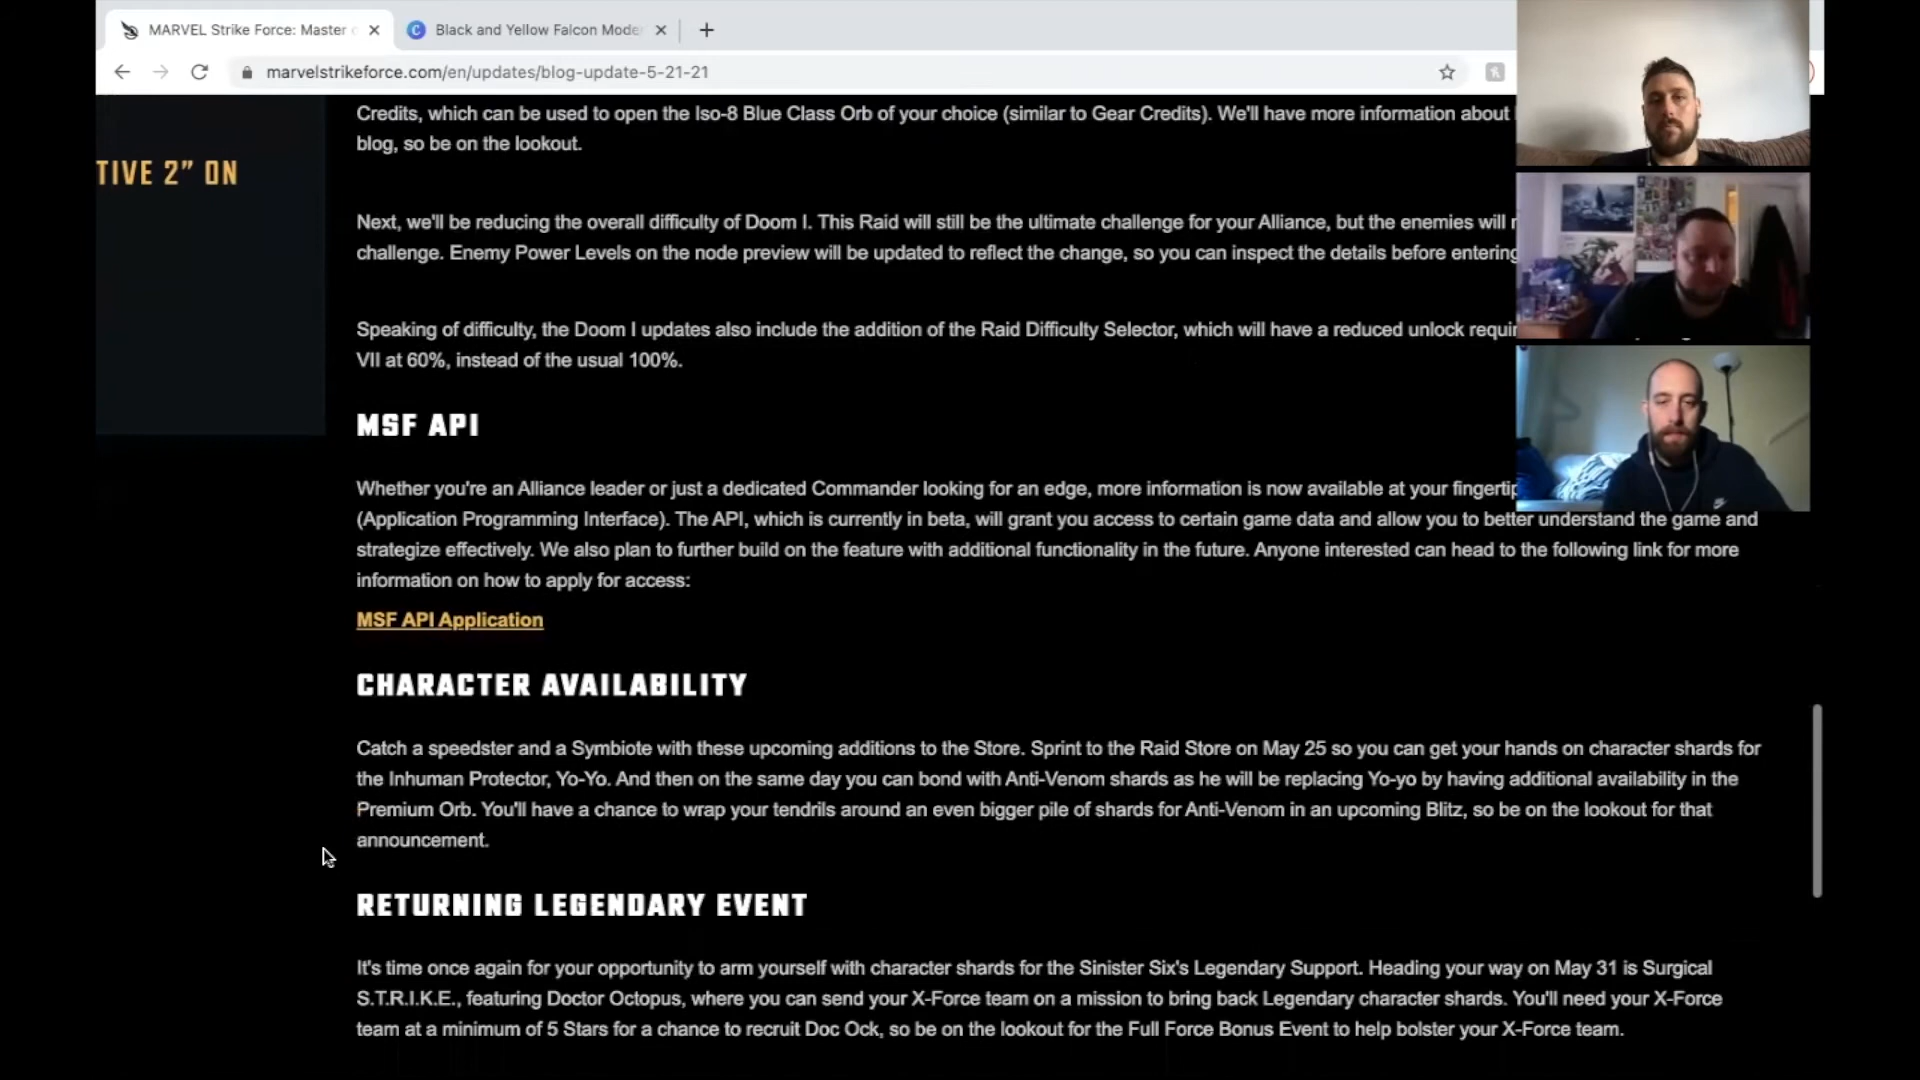 MARVEL Strike Force: Master
Black and Yellow Falcon Mode
marvelstrikeforce.com/en/updates/blog-update-5-21-21
TIVE 2” ON
Credits, which can be used to open the Iso-8 Blue Class Orb of your choice (similar to Gear Credits). We'll have more information about
blog, so be on the lookout.
Next, we'll be reducing the overall difficulty of Doom I. This Raid will still be the ultimate challenge for your Alliance, but the enemies will
challenge. Enemy Power Levels on the node preview will be updated to reflect the change, so you can inspect the details before entering
Speaking of difficulty, the Doom I updates also include the addition of the Raid Difficulty Selector, which will have a reduced unlock
VII at 60%, instead of the usual 100%.
MSF API
Whether you're an Alliance leader or just a dedicated Commander looking for an edge, more information is now available at your
(Application Programming Interface). The API, which is currently in beta, will grant you access to certain game data and allow you to better understand the game and
strategize effectively. We also plan to further build on the feature with additional functionality in the future. Anyone interested can head to the following link for more
information on how to apply for access:
MSF API Application
CHARACTER AVAILABILITY
Catch a speedster and a Symbiote with these upcoming additions to the Store. Sprint to the Raid Store on May 25 so you can get your hands on character shards for
the Inhuman Protector, Yo-Yo. And then on the same day you can bond with Anti-Venom shards as he will be replacing Yo-yo by having additional availability in the
Premium Orb. You'll have a chance to wrap your tendrils around an even bigger pile of shards for Anti-Venom in an upcoming Blitz, so be on the lookout for that
announcement.
RETURNING LEGENDARY EVENT
It's time once again for your opportunity to arm yourself with character shards for the Sinister Six's Legendary Support. Heading your way on May 31 is Surgical
S.T.R.I.K.E., featuring Doctor Octopus, where you can send your X-Force team on a mission to bring back Legendary character shards. You'll need your X-Force
team at a minimum of 5 Stars for a chance to recruit Doc Ock, so be on the lookout for the Full Force Bonus Event to help bolster your X-Force team.